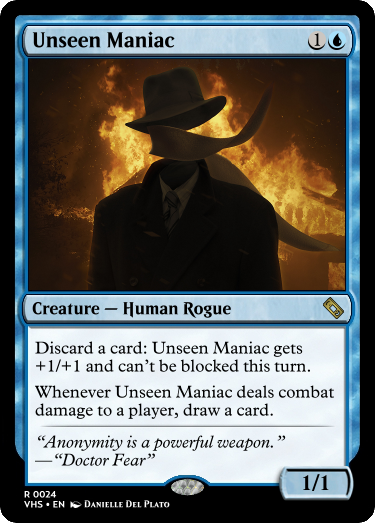 Unseen Maniac 1
Creature — Human Rogue
Discard a card: Unseen Maniac gets
+1/+1 and can't be blocked this turn.
Whenever Unseen Maniac deals combat
damage to a player, draw a card.
“Anonymity is a powerful weapon.”
—“Doctor Fear”
1/1
R 0024
VHS • EN Danielle Del Plato